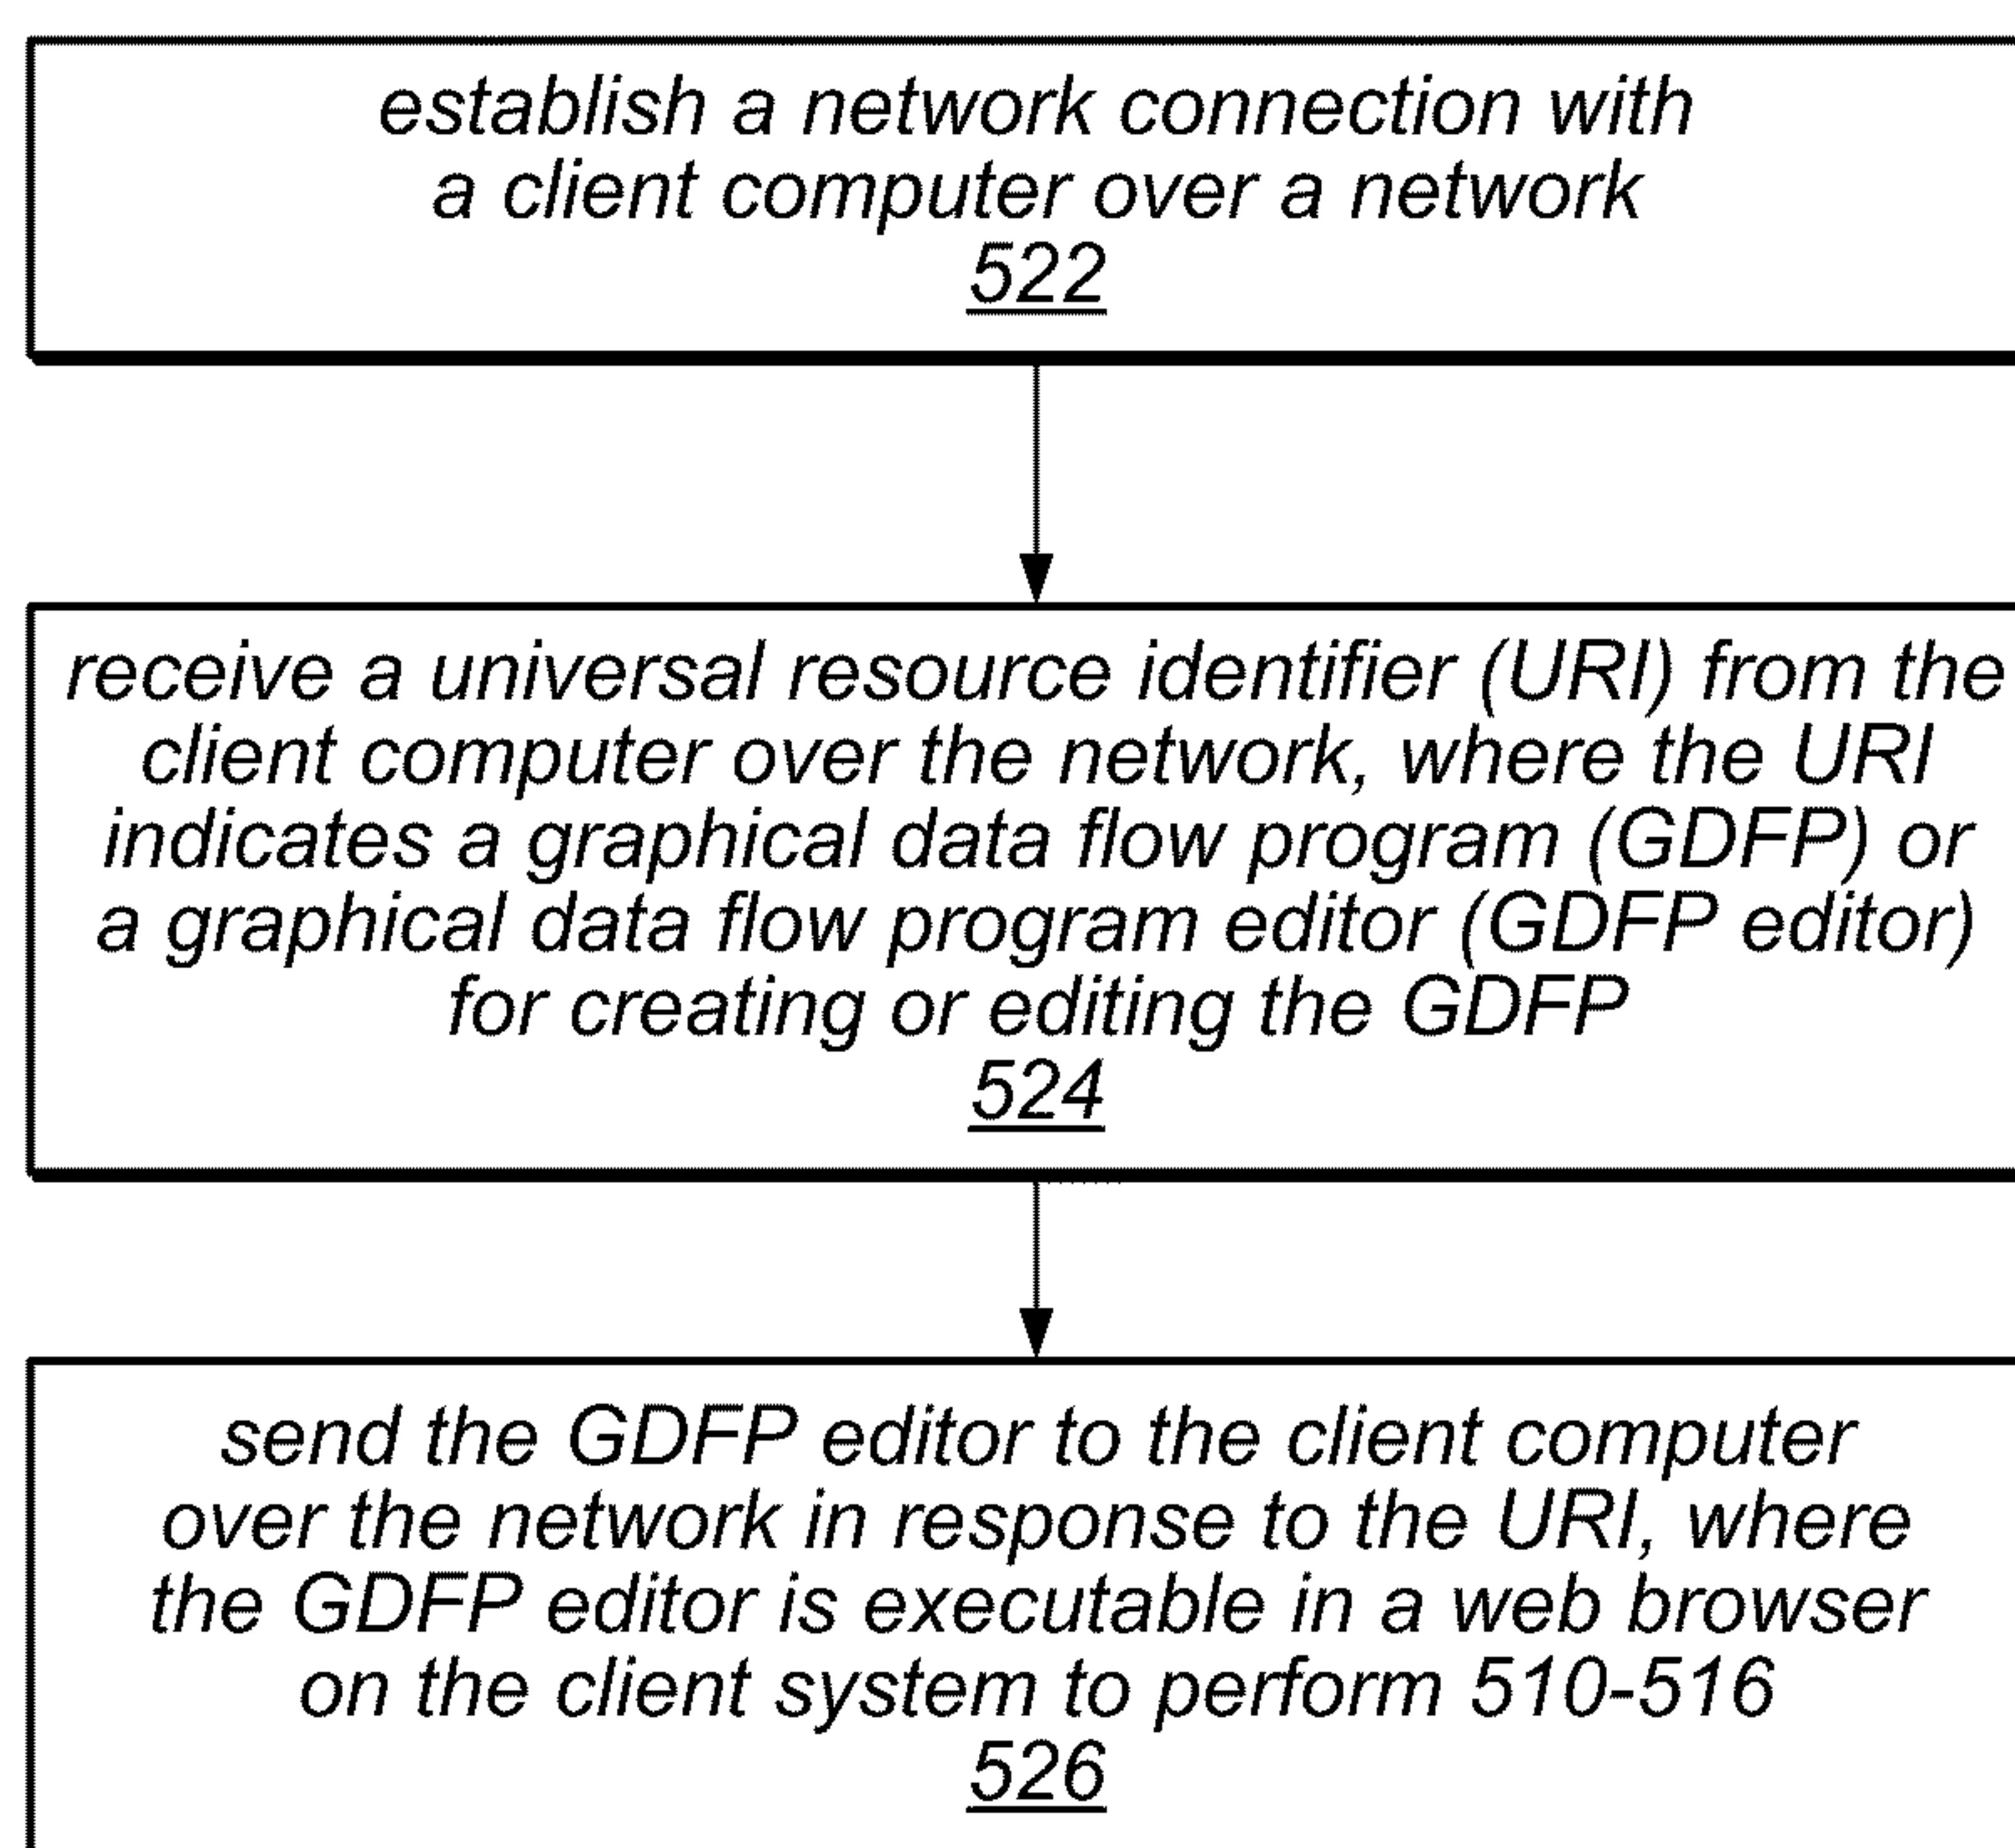 establish a network connection with
a client computer over a network
522
receive a universal resource identifier (URI) from the
client computer over the network, where the URI
indicates a graphical data flow program (GDFP) or
a graphical data flow program editor (GDFP editor)
for creating or editing the GDFP
524
send the GDFP editor to the client computer
over the network in response to the URI, where
the GDFP editor is executable in a web browser
on the client system to perform 510-516
526